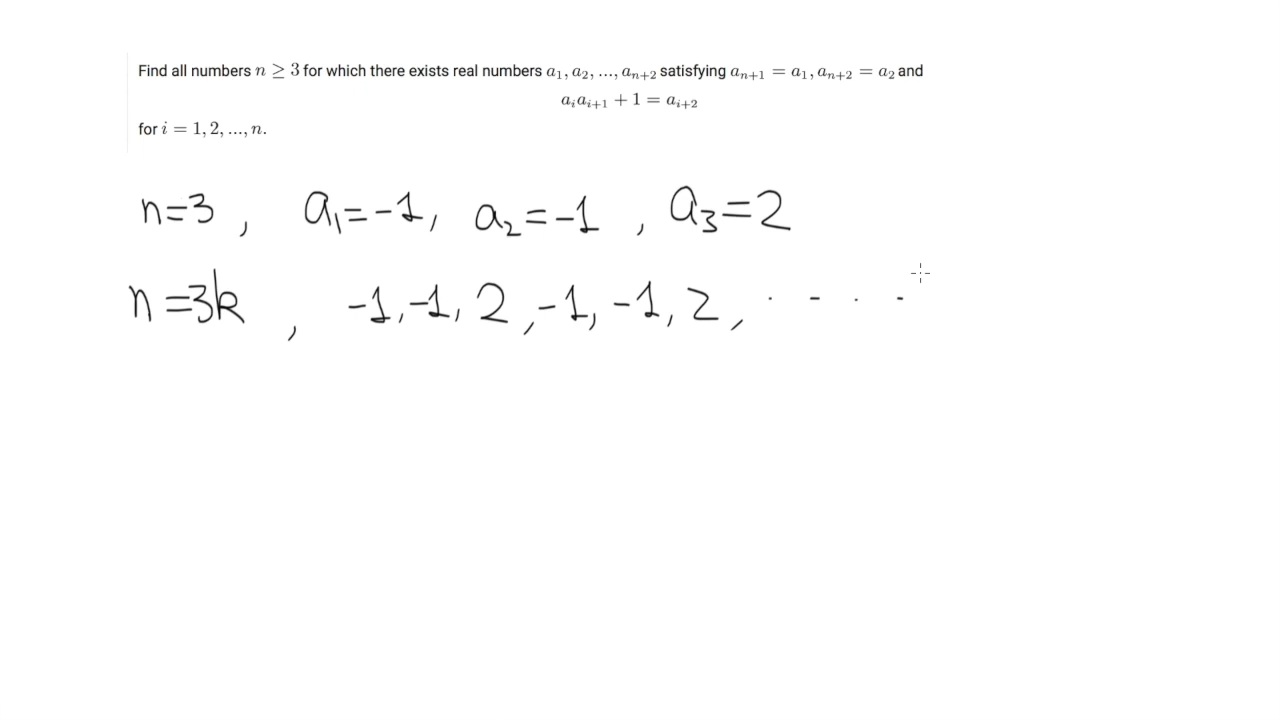 Find all numbers n ≥ 3 for which there exists real numbers a₁, a₂, ..., aₙ₊₂ satisfying aₙ₊₁ = a₁, aₙ₊₂ = a₂ and
aᵢaᵢ₊₁ + 1 = aᵢ₊₂
for i = 1, 2, ..., n.
n=3 , a₁=-1, a₂=-1 , a₃=2
n=3k , -1,-1, 2 ,-1, -1, 2, . - . -